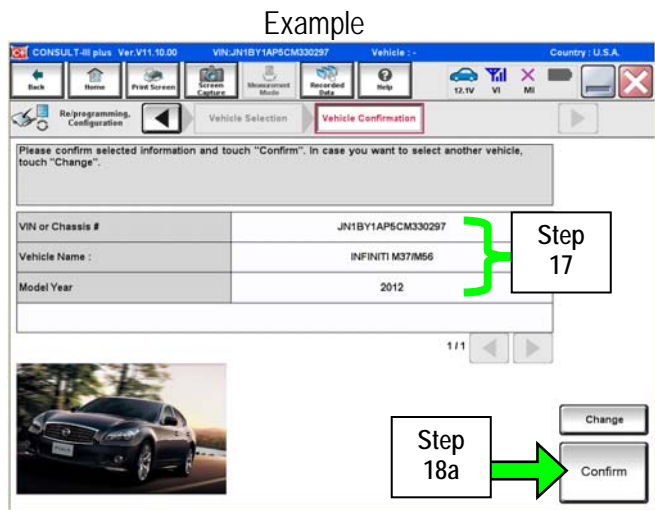 Example
CONSULT-III plus Ver.V11.10.00 VIN:JN1BY1AP5CM330297 Vehicle : - Country : U.S.A.
Back Home Print Screen Screen Capture Measurement Mode Recorded Data Help 12.1V VI MI
Re/programming, Configuration Vehicle Selection Vehicle Confirmation
Please confirm selected information and touch "Confirm". In case you want to select another vehicle,
touch "Change".
VIN or Chassis # JN1BY1AP5CM330297
Vehicle Name : INFINITI M37/M56
Model Year 2012
Step
17
1/1
Change
Step
18a
Confirm